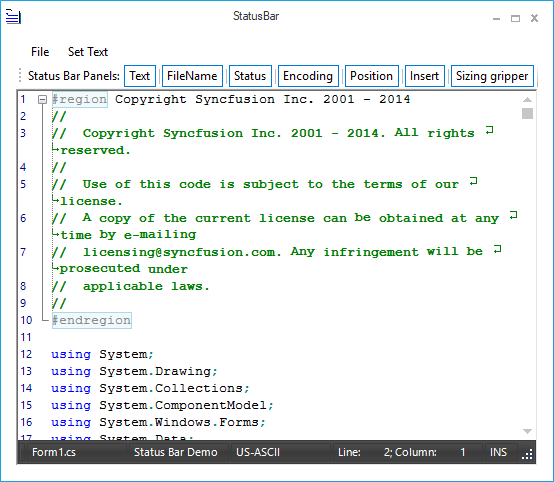 StatusBar
File Set Text
Status Bar Panels: Text FileName Status Encoding Position Insert Sizing gripper
1 #region Copyright Syncfusion Inc. 2001 - 2014
2 //
3 //  Copyright Syncfusion Inc. 2001 - 2014. All rights
reserved.
4 //
5 //  Use of this code is subject to the terms of our
license.
6 //  A copy of the current license can be obtained at any
time by e-mailing
7 //  licensing@syncfusion.com. Any infringement will be
prosecuted under
8 //  applicable laws.
9 //
10 #endregion
11
12 using System;
13 using System.Drawing;
14 using System.Collections;
15 using System.ComponentModel;
16 using System.Windows.Forms;
17 using System.Data;
Form1.cs Status Bar Demo US-ASCII Line: 2; Column: 1 INS